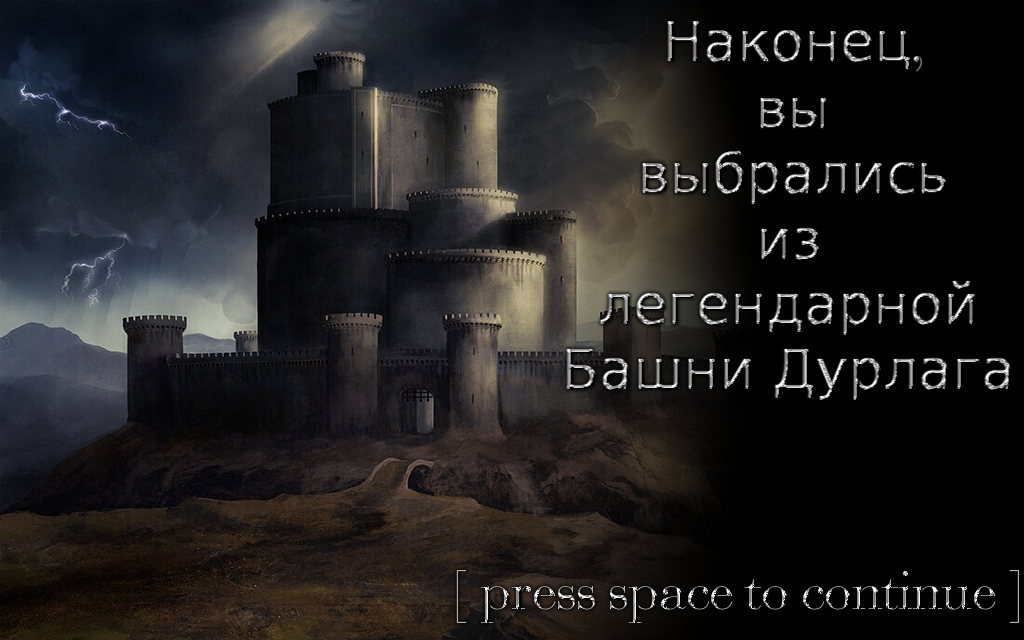 Наконец,
вы
выбрались
из
легендарной
Башни Дурлага
[ press space to continue ]